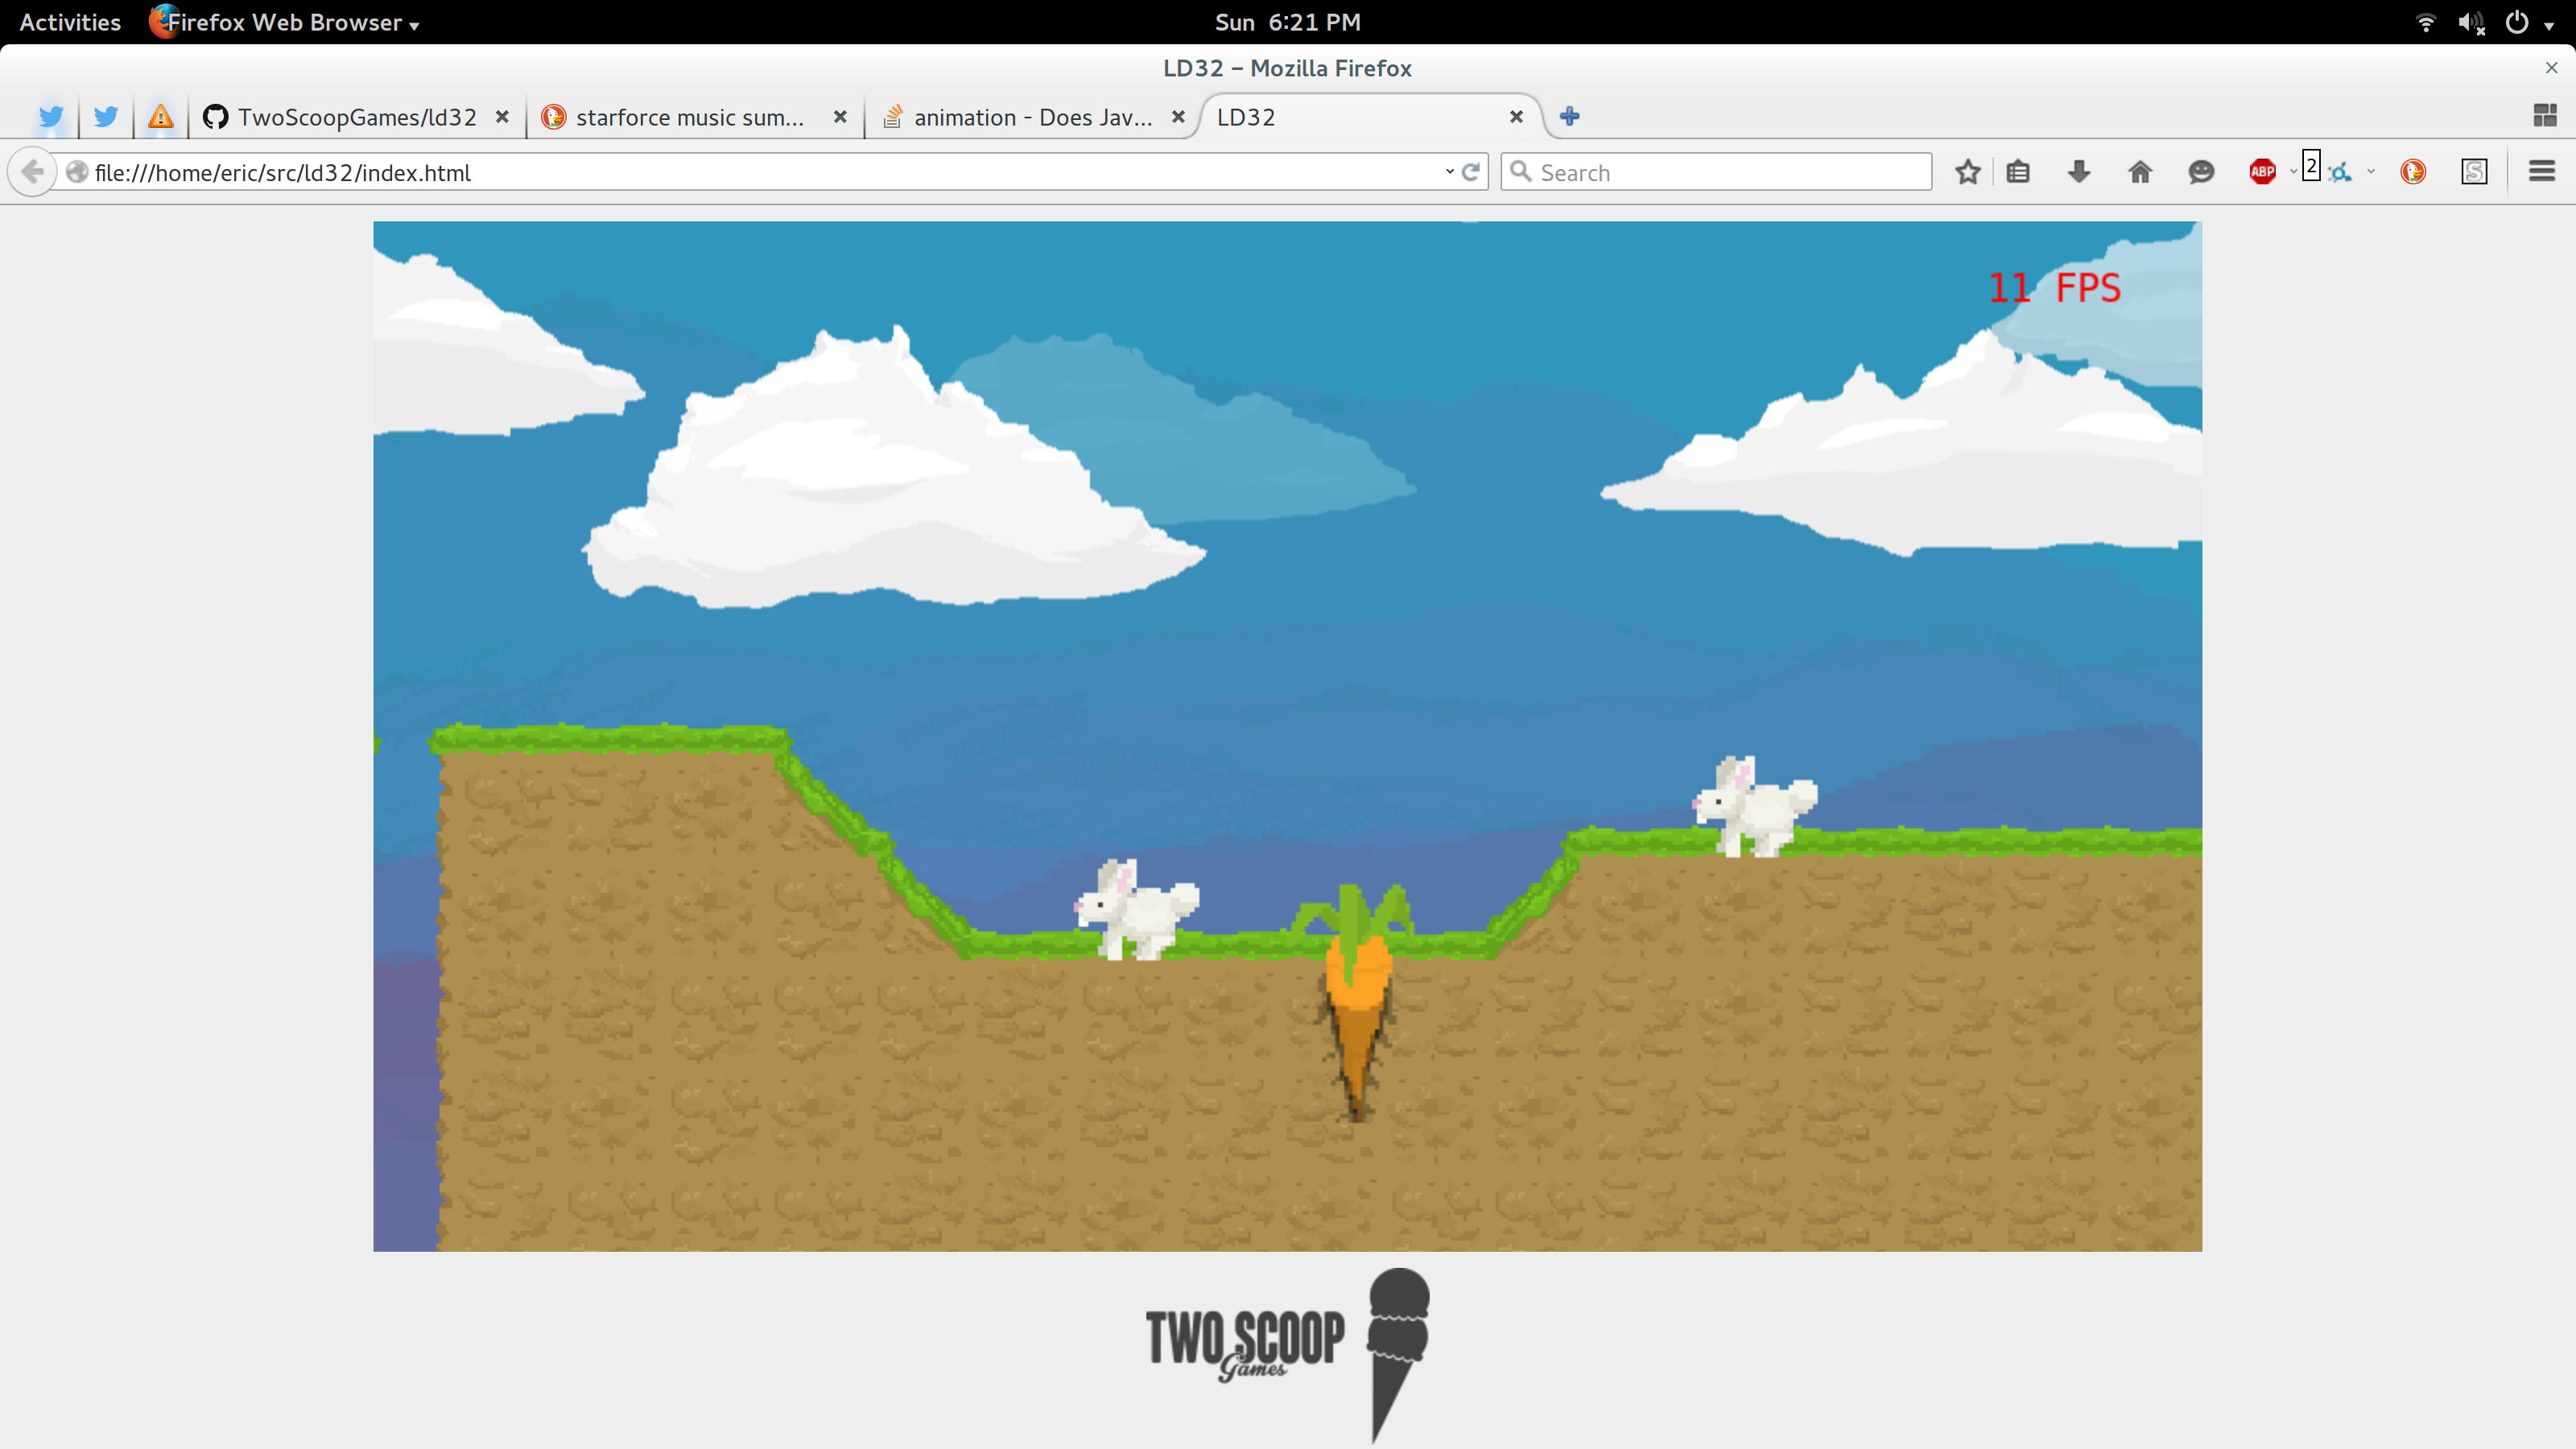 Activities Firefox Web Browser Sun 6:21 PM
LD32 – Mozilla Firefox
TwoScoopGames/ld32 starforce music sum... animation - Does Jav... LD32
file:///home/eric/src/ld32/index.html Search ABP 2 S
11 FPS
TWO SCOOP
Games